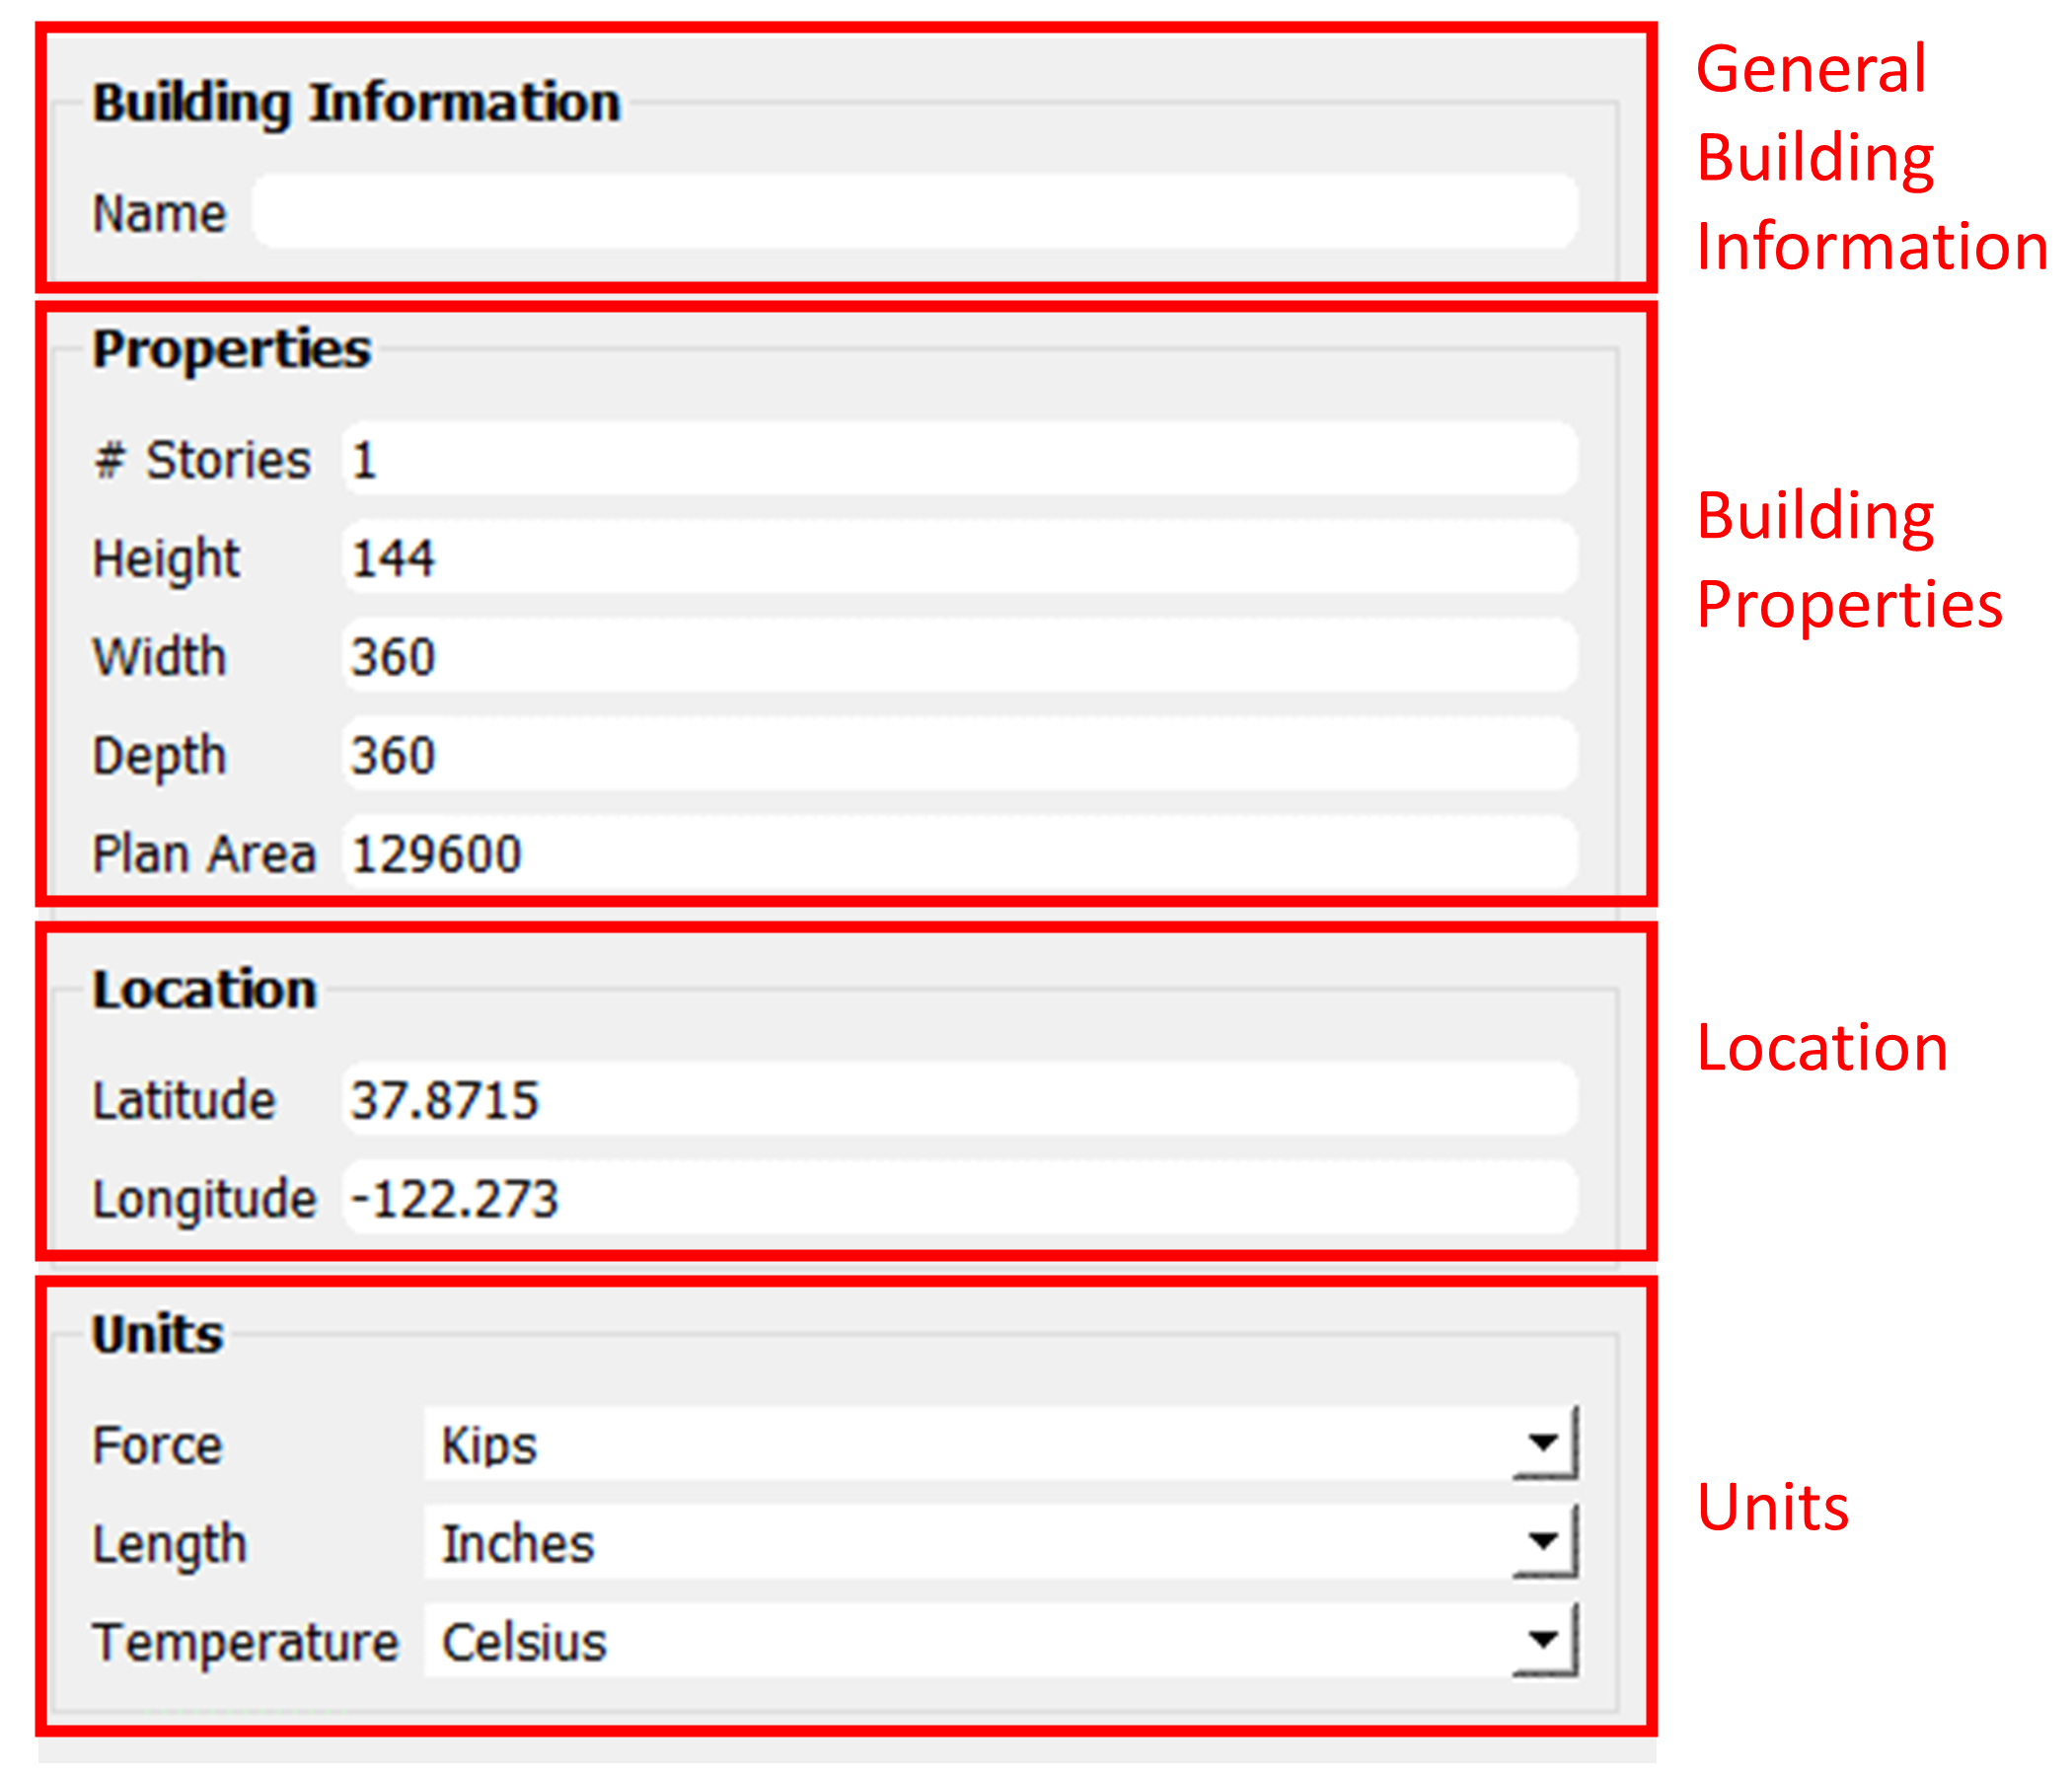 Building Information
Name
General
Building
Information
Properties
# Stories 1
Height 144
Width 360
Depth 360
Plan Area 129600
Building
Properties
Location
Latitude 37.8715
Longitude -122.273
Location
Units
Force Kips
Length Inches
Temperature Celsius
Units